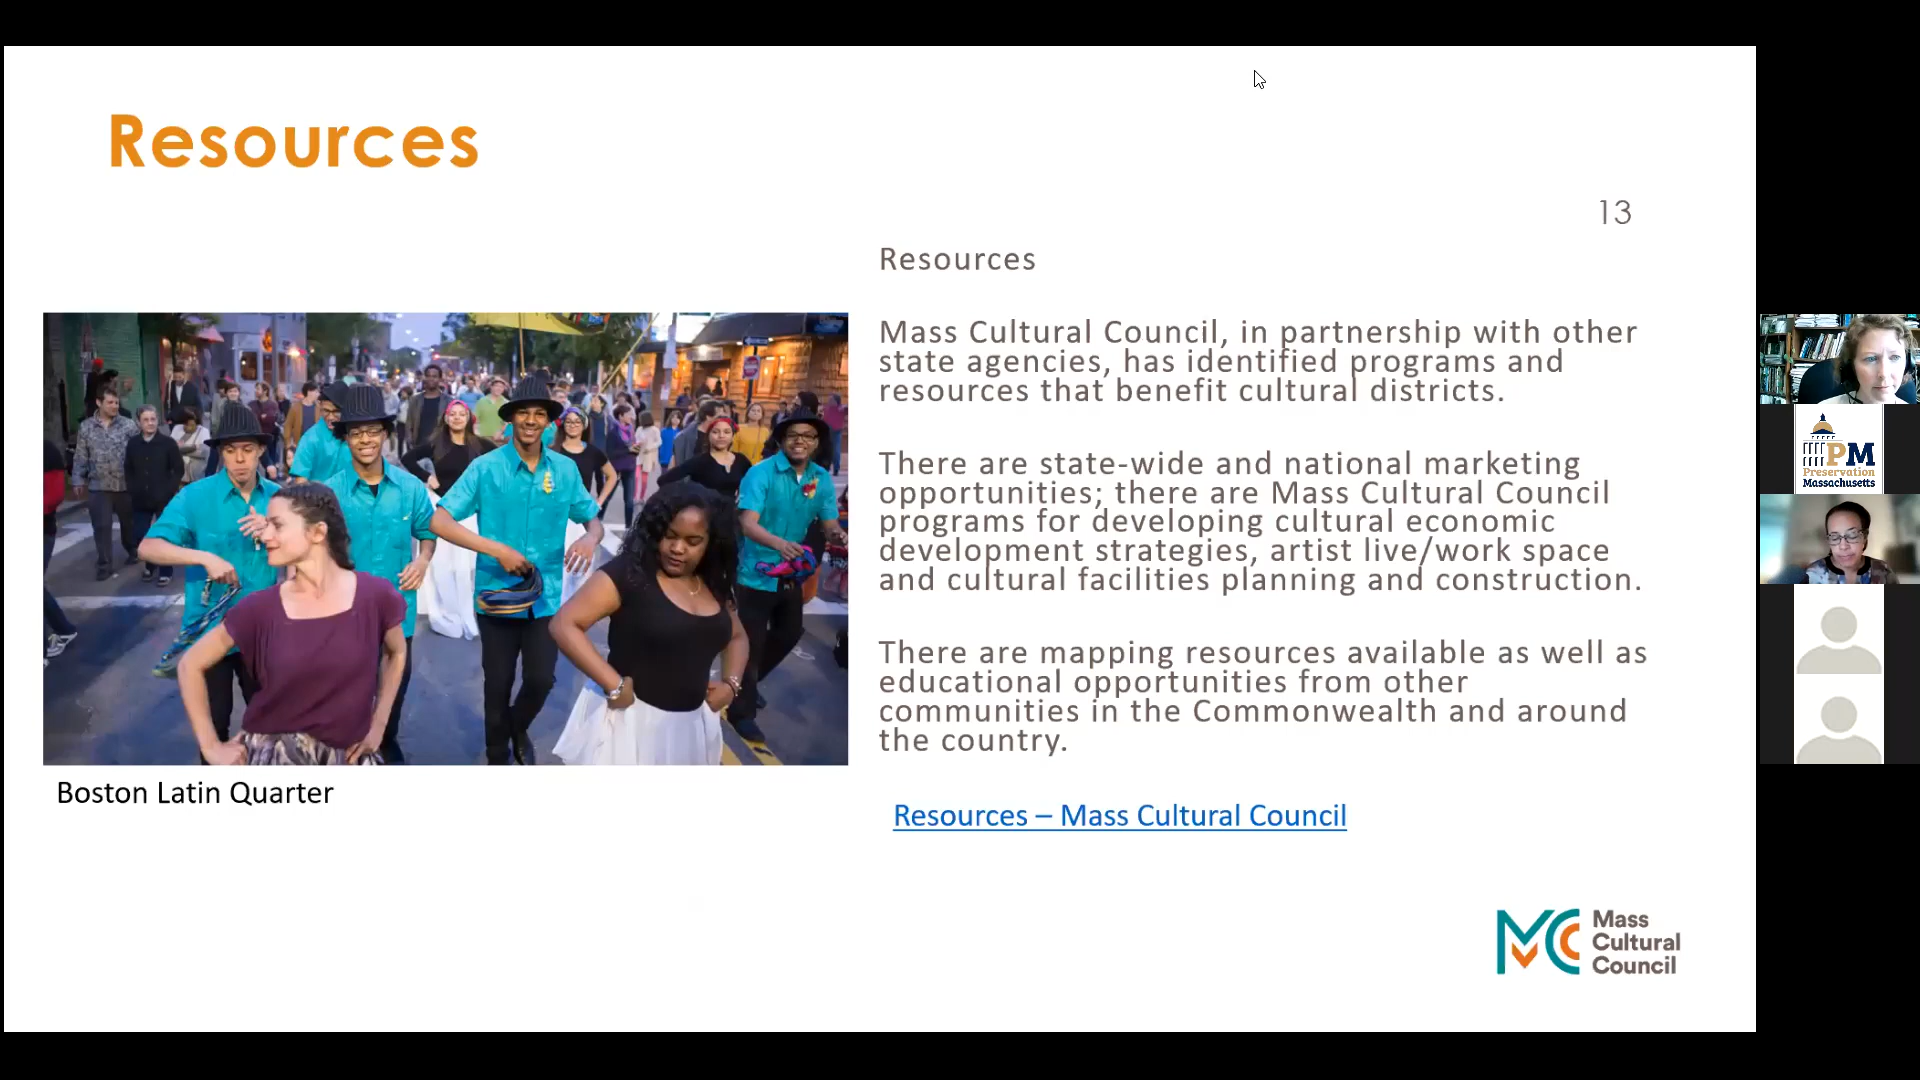 Resources
13
Resources
Mass Cultural Council, in partnership with other
state agencies, has identified programs and
resources that benefit cultural districts.
There are state-wide and national marketing
opportunities; there are Mass Cultural Council
programs for developing cultural economic
development strategies, artist live/work space
and cultural facilities planning and construction.
There are mapping resources available as well as
educational opportunities from other
communities in the Commonwealth and around
the country.
Boston Latin Quarter
Resources – Mass Cultural Council
MCC
Mass
Cultural
Council
PM
Preservation
Massachusetts